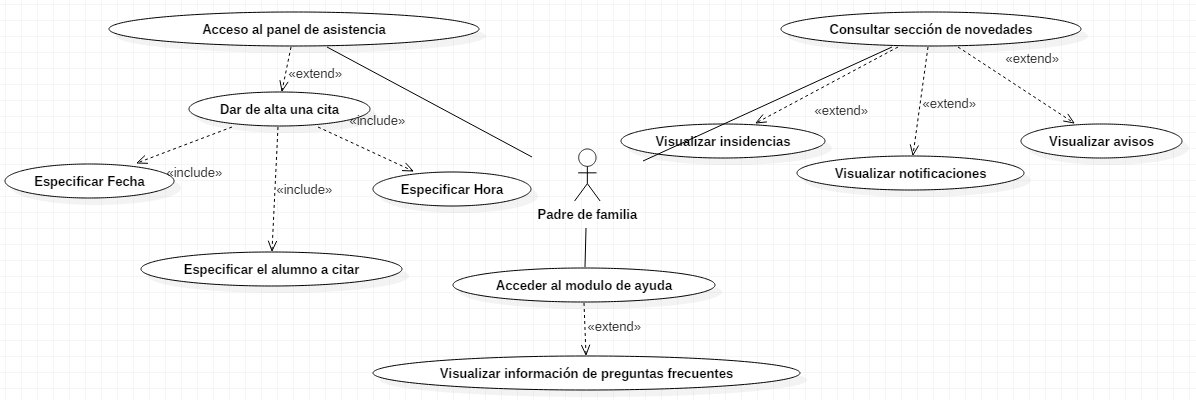 Acceso al panel de asistencia
Consultar sección de novedades
«extend»
«extend»
Dar de alta una cita
«extend»
«extend»
«include»
Visualizar insidencias
Visualizar avisos
«include»
Visualizar notificaciones
Especificar Fecha
«include»
Especificar Hora
Padre de familia
Especificar el alumno a citar
Acceder al modulo de ayuda
«extend»
Visualizar información de preguntas frecuentes